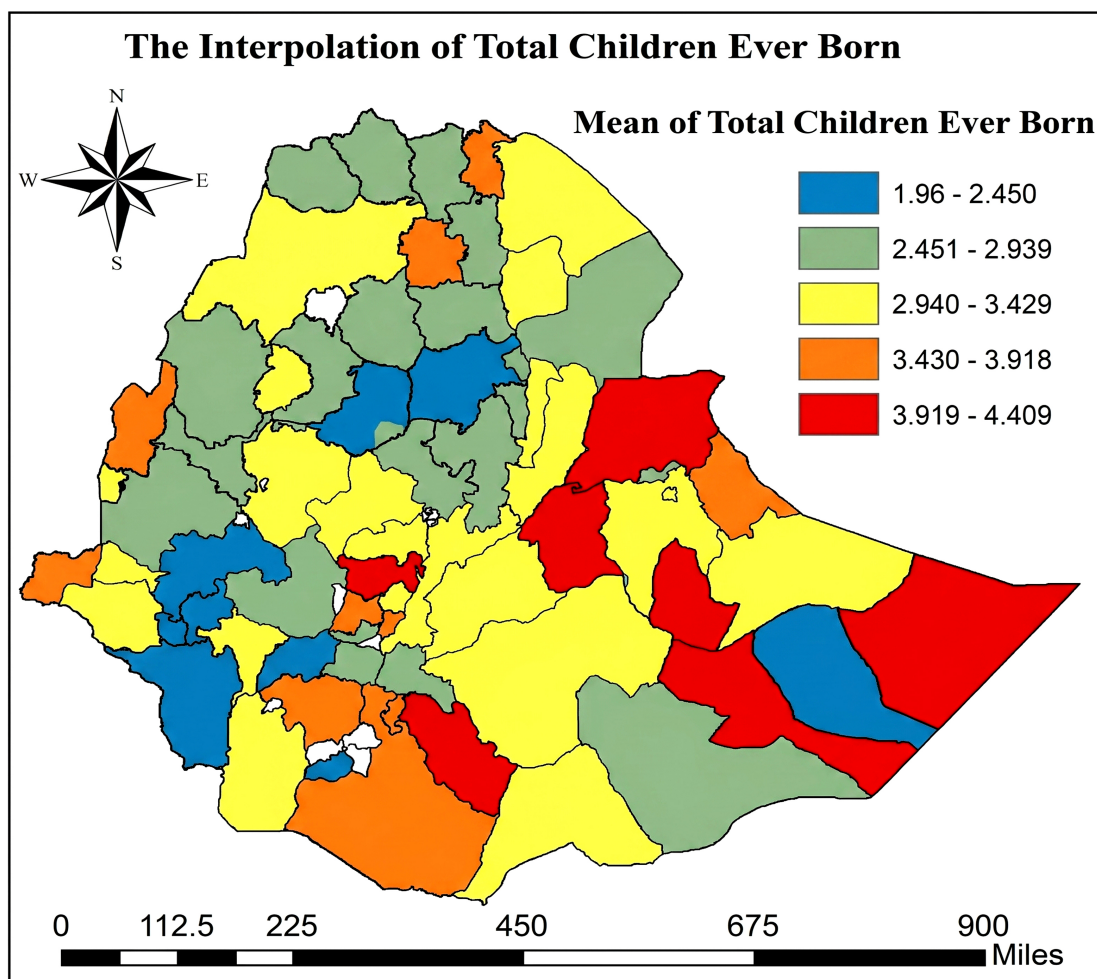 The Interpolation of Total Children Ever Born
N
W
E
S
Mean of Total Children Ever Born
1.96 - 2.450
2.451 - 2.939
2.940 - 3.429
3.430 - 3.918
3.919 - 4.409
0 112.5 225 450 675 900
Miles